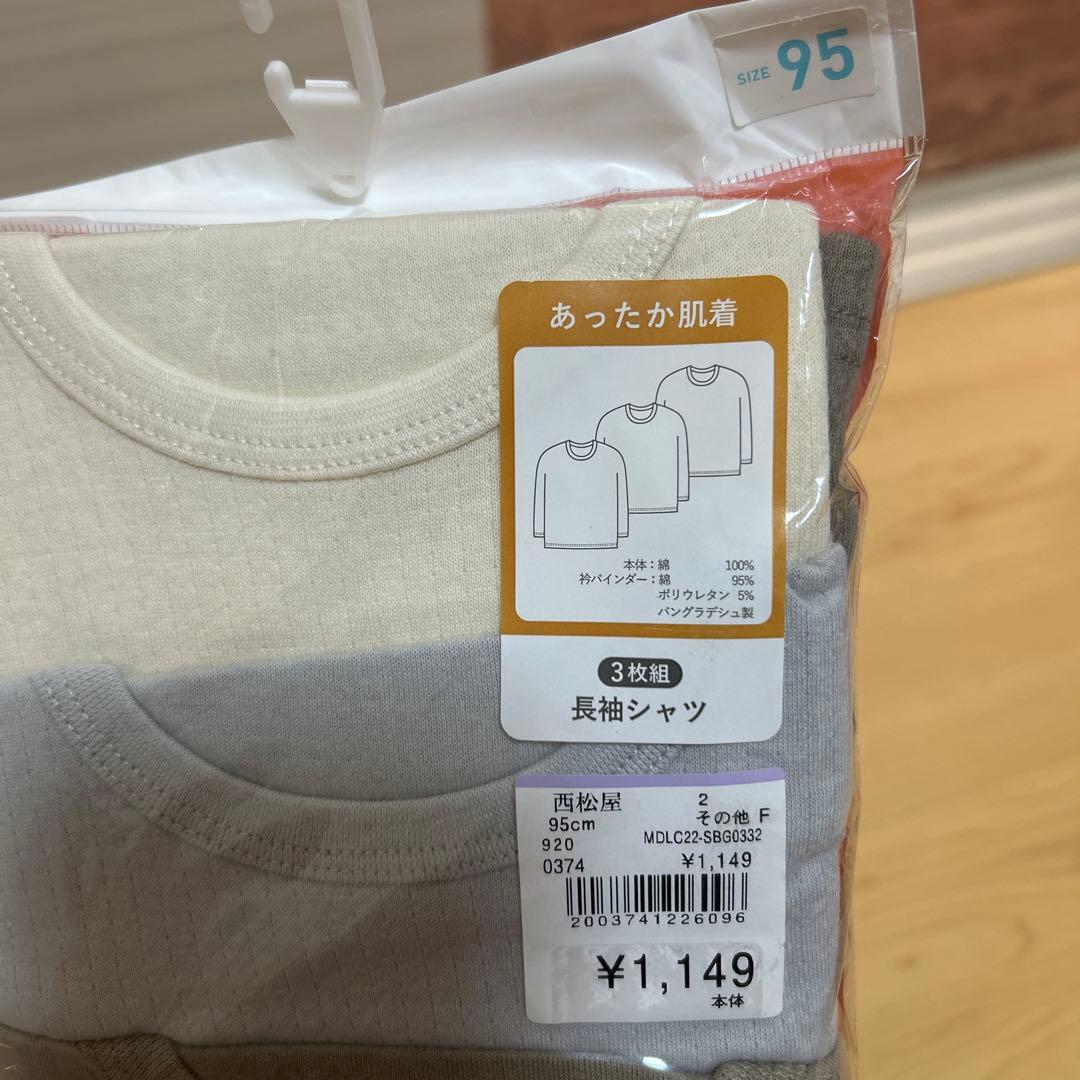 SIZE 95
あったか肌着
本体：綿 100%
衿バインダー：綿 95%
ポリウレタン 5%
バングラデシュ製
3枚組
長袖シャツ
西松屋 2
95cm その他 F
920 MDLC22-SBG0332
0374 ¥1,149
2003741226096
¥1,149
本体